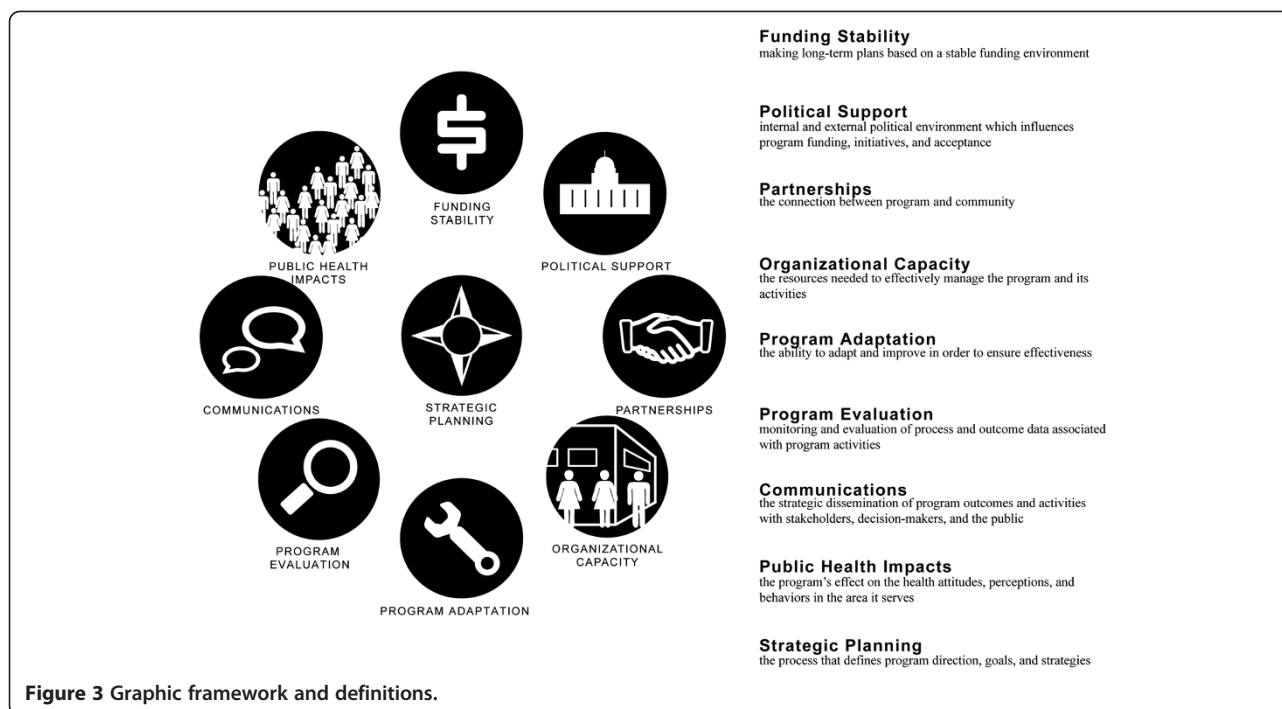 FUNDING
STABILITY
POLITICAL SUPPORT
PUBLIC HEALTH
IMPACTS
COMMUNICATIONS
STRATEGIC
PLANNING
PARTNERSHIPS
PROGRAM
EVALUATION
ORGANIZATIONAL
CAPACITY
PROGRAM ADAPTATION
Funding Stability
making long-term plans based on a stable funding environment
Political Support
internal and external political environment which influences
program funding, initiatives, and acceptance
Partnerships
the connection between program and community
Organizational Capacity
the resources needed to effectively manage the program and its
activities
Program Adaptation
the ability to adapt and improve in order to ensure effectiveness
Program Evaluation
monitoring and evaluation of process and outcome data associated
with program activities
Communications
the strategic dissemination of program outcomes and activities
with stakeholders, decision-makers, and the public
Public Health Impacts
the program's effect on the health attitudes, perceptions, and
behaviors in the area it serves
Strategic Planning
the process that defines program direction, goals, and strategies
Figure 3 Graphic framework and definitions.